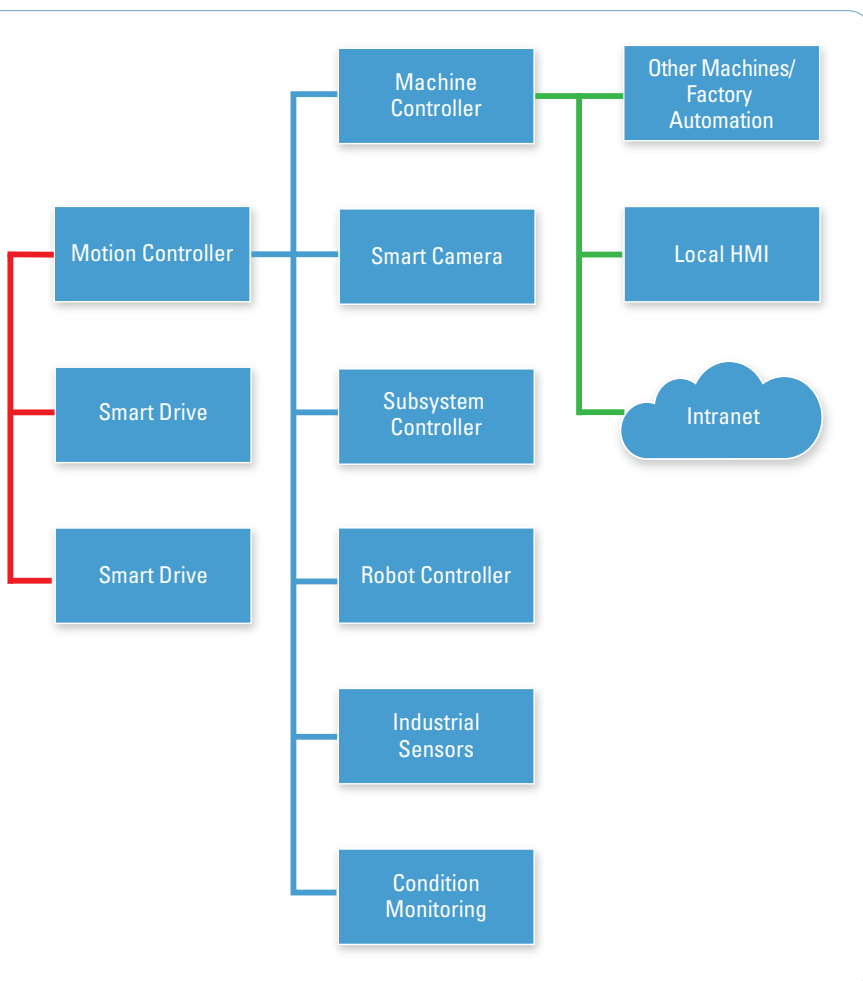 Machine
Controller
Other Machines/
Factory
Automation
Motion Controller
Smart Camera
Local HMI
Smart Drive
Subsystem
Controller
Intranet
Smart Drive
Robot Controller
Industrial
Sensors
Condition
Monitoring